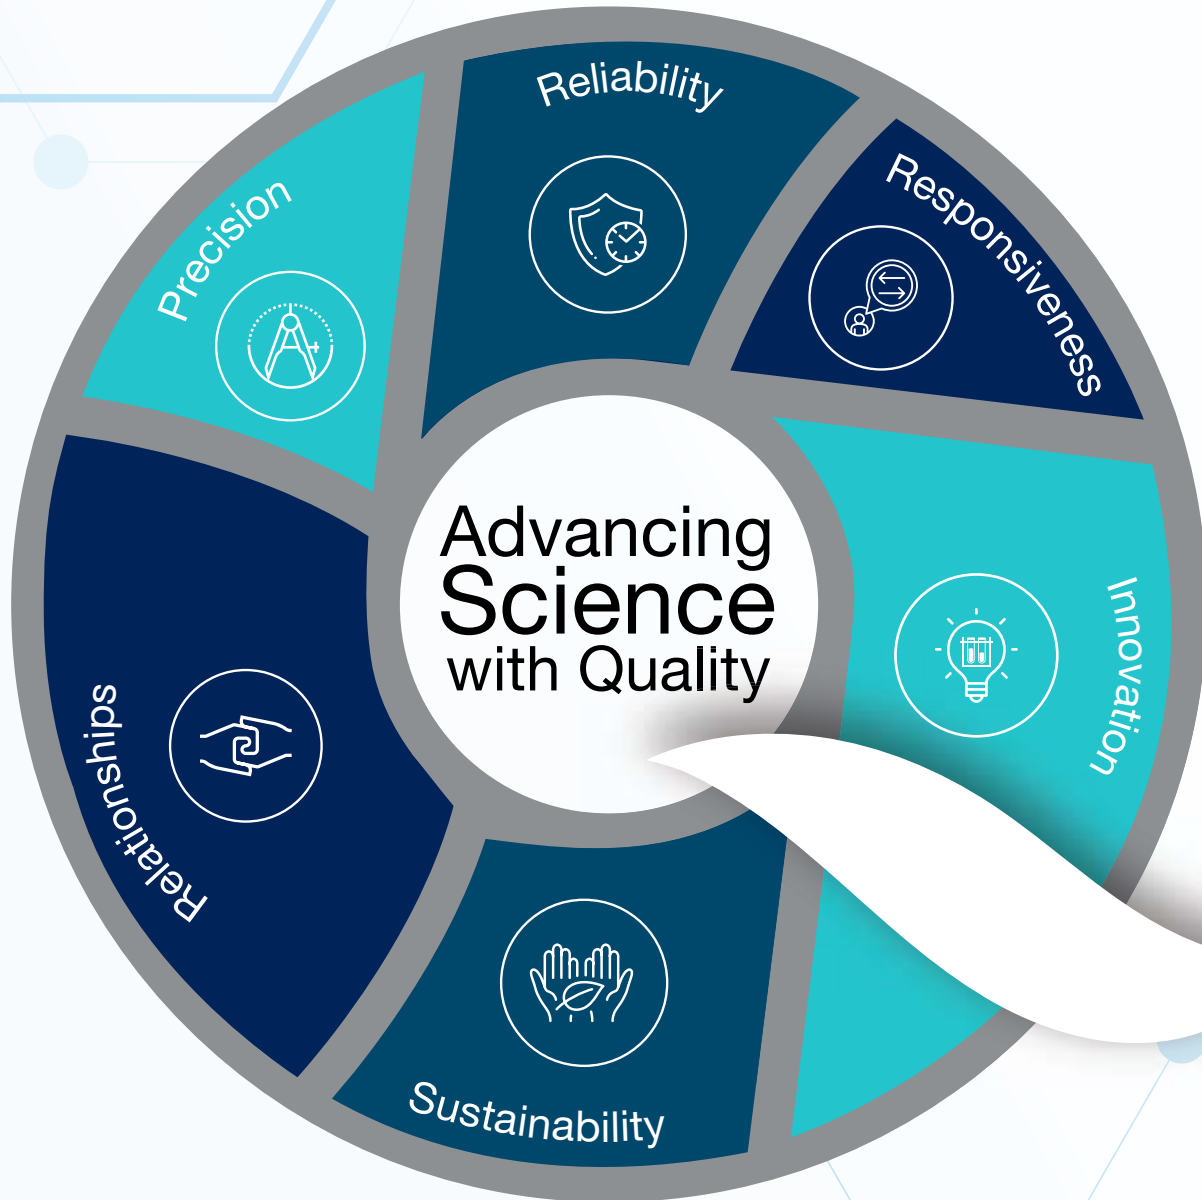 Reliability
Responsiveness
Precision
Advancing
Science
with Quality
Innovation
Relationships
Sustainability